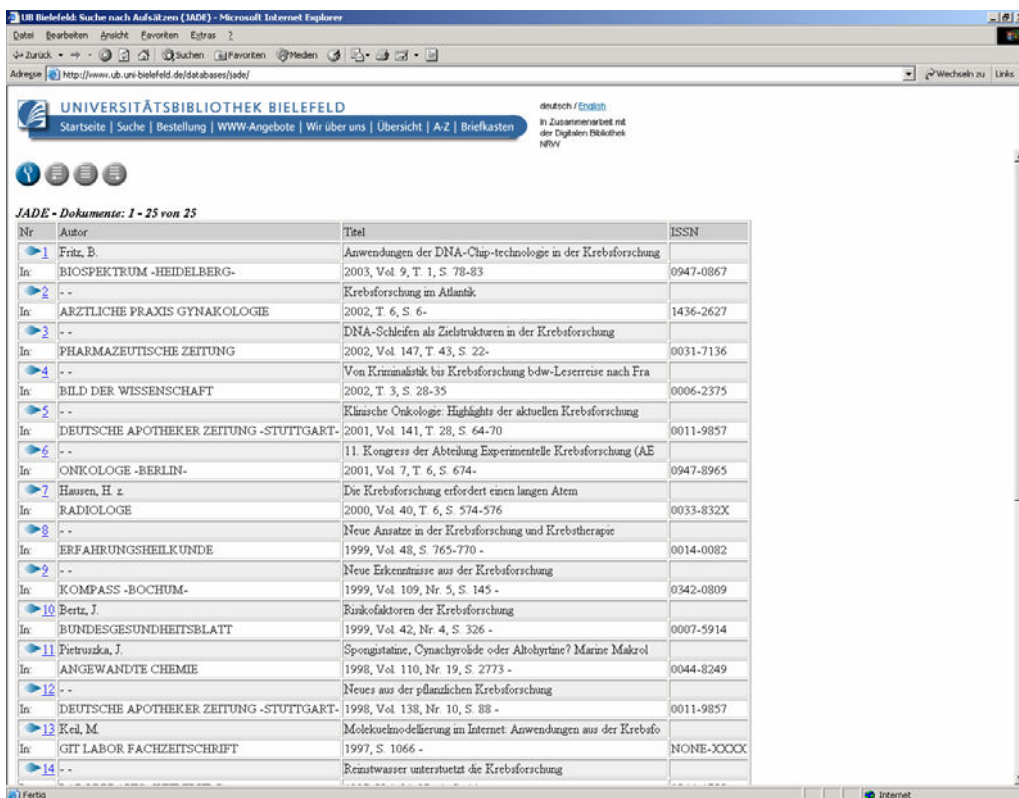 UB Bielefeld: Suche nach Aufsätzen (JADE) - Microsoft Internet Explorer
Datei Bearbeiten Ansicht Favoriten Extras ?
Zurück Suchen Favoriten Medien
Adresse http://www.ub.uni-bielefeld.de/databases/jade/ Wechseln zu Links
UNIVERSITÄTSBIBLIOTHEK BIELEFELD
Startseite | Suche | Bestellung | WWW-Angebote | Wir über uns | Übersicht | A-Z | Briefkasten
deutsch / English
In Zusammenarbeit mit
der Digitalen Bibliothek
NRW
JADE - Dokumente: 1 - 25 von 25
Nr Autor Titel ISSN
1 Fritz, B. Anwendungen der DNA-Chip-technologie in der Krebsforschung
In: BIOSPEKTRUM -HEIDELBERG- 2003, Vol. 9, T. 1, S. 78-83 0947-0867
2 - - Krebsforschung im Atlantik
In: ARZTLICHE PRAXIS GYNAKOLOGIE 2002, T. 6, S. 6- 1436-2627
3 - - DNA-Schleifen als Zielstrukturen in der Krebsforschung
In: PHARMAZEUTISCHE ZEITUNG 2002, Vol. 147, T. 43, S. 22- 0031-7136
4 - - Von Kriminalistik bis Krebsforschung bdw-Leserreise nach Fra
In: BILD DER WISSENSCHAFT 2002, T. 3, S. 28-35 0006-2375
5 - - Klinische Onkologie: Highlights der aktuellen Krebsforschung
In: DEUTSCHE APOTHEKER ZEITUNG -STUTTGART- 2001, Vol. 141, T. 28, S. 64-70 0011-9857
6 - - 11. Kongress der Abteilung Experimentelle Krebsforschung (AE
In: ONKOLOGE -BERLIN- 2001, Vol. 7, T. 6, S. 674- 0947-8965
7 Hausen, H. z. Die Krebsforschung erfordert einen langen Atem
In: RADIOLOGE 2000, Vol. 40, T. 6, S. 574-576 0033-832X
8 - - Neue Ansatze in der Krebsforschung und Krebstherapie
In: ERFAHRUNGSHEILKUNDE 1999, Vol. 48, S. 765-770 - 0014-0082
9 - - Neue Erkenntnisse aus der Krebsforschung
In: KOMPASS -BOCHUM- 1999, Vol. 109, Nr. 5, S. 145 - 0342-0809
10 Bertz, J. Risikofaktoren der Krebsforschung
In: BUNDESGESUNDHEITSBLATT 1999, Vol. 42, Nr. 4, S. 326 - 0007-5914
11 Pietruszka, J. Spongistatine, Cynachyrolide oder Altohyrtine? Marine Makrol
In: ANGEWANDTE CHEMIE 1998, Vol. 110, Nr. 19, S. 2773 - 0044-8249
12 - - Neues aus der pflanzlichen Krebsforschung
In: DEUTSCHE APOTHEKER ZEITUNG -STUTTGART- 1998, Vol. 138, Nr. 10, S. 88 - 0011-9857
13 Keil, M. Molekuelmodellierung im Internet: Anwendungen aus der Krebsfo
In: GIT LABOR FACHZEITSCHRIFT 1997, S. 1066 - NONE-XXXX
14 - - Reinstwasser unterstuetzt die Krebsforschung
Fertig Internet